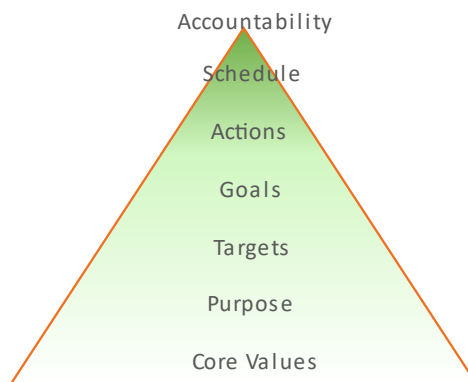 Accountability
Schedule
Actions
Goals
Targets
Purpose
Core Values